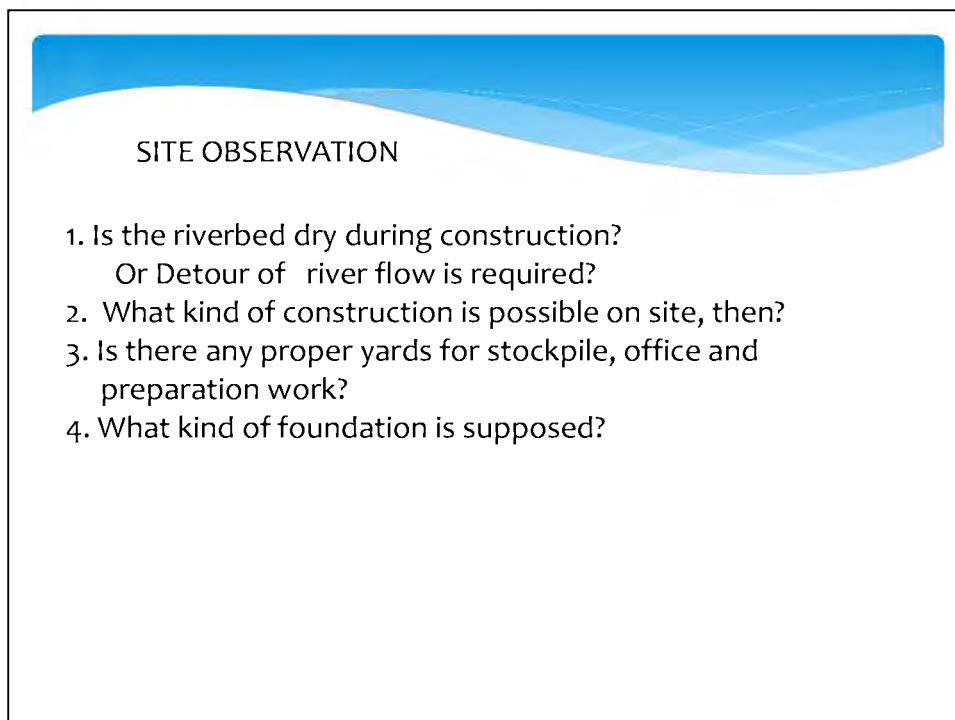 SITE OBSERVATION
1. Is the riverbed dry during construction?
Or Detour of river flow is required?
2. What kind of construction is possible on site, then?
3. Is there any proper yards for stockpile, office and
preparation work?
4. What kind of foundation is supposed?